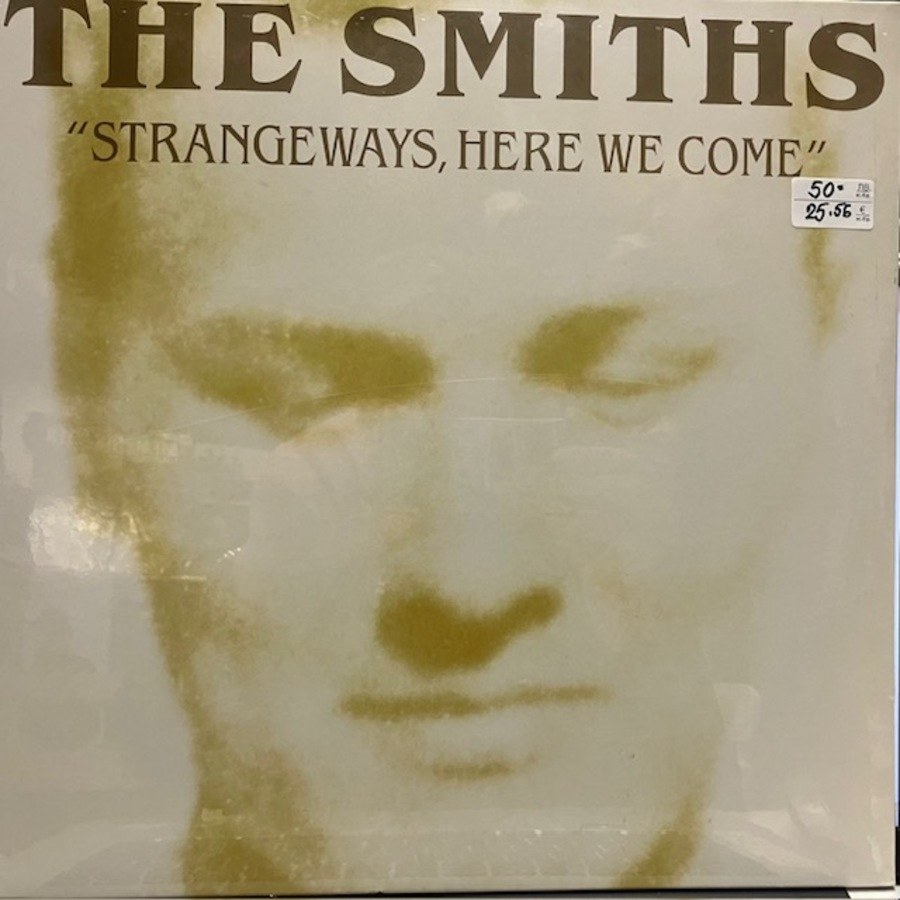 THE SMITHS
“STRANGEWAYS, HERE WE COME”
50.
25.56 €